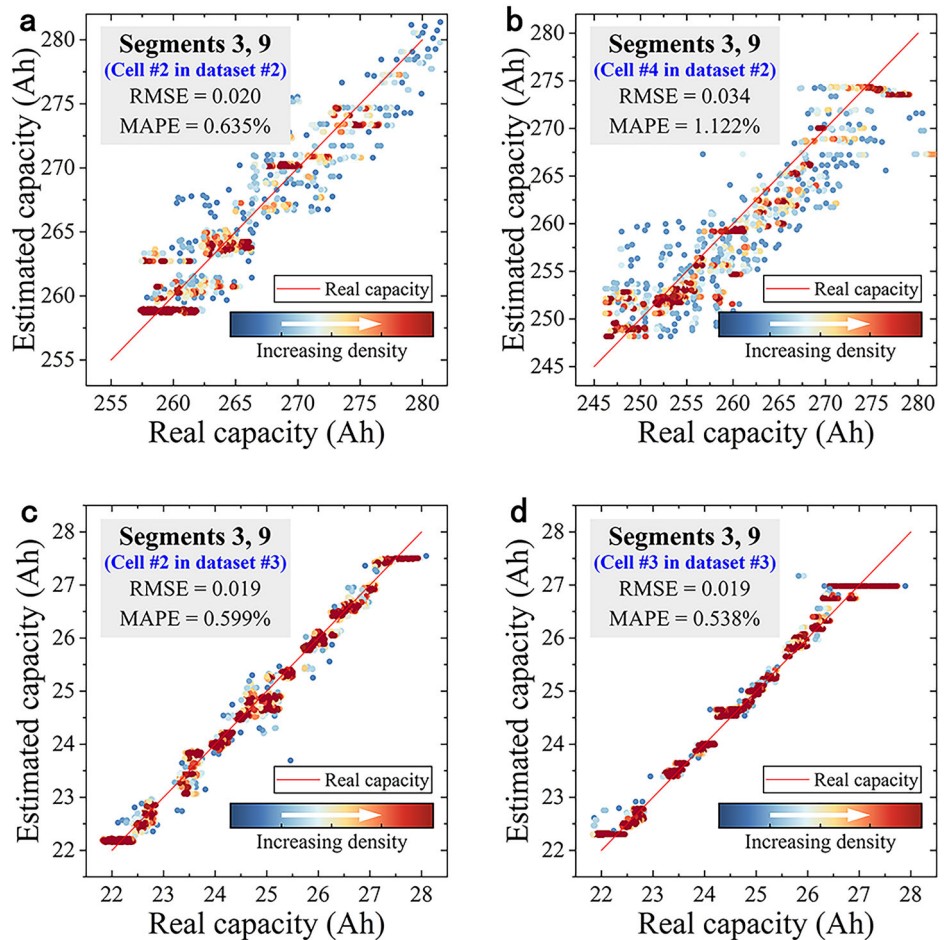 a
Segments 3, 9
(Cell #2 in dataset #2)
RMSE = 0.020
MAPE = 0.635%
Real capacity
Increasing density
280
275
270
265
260
255
Estimated capacity (Ah)
255 260 265 270 275 280
Real capacity (Ah)
b
Segments 3, 9
(Cell #4 in dataset #2)
RMSE = 0.034
MAPE = 1.122%
Real capacity
Increasing density
280
275
270
265
260
255
250
245
Estimated capacity (Ah)
245 250 255 260 265 270 275 280
Real capacity (Ah)
c
Segments 3, 9
(Cell #2 in dataset #3)
RMSE = 0.019
MAPE = 0.599%
Real capacity
Increasing density
28
27
26
25
24
23
22
Estimated capacity (Ah)
22 23 24 25 26 27 28
Real capacity (Ah)
d
Segments 3, 9
(Cell #3 in dataset #3)
RMSE = 0.019
MAPE = 0.538%
Real capacity
Increasing density
28
27
26
25
24
23
22
Estimated capacity (Ah)
22 23 24 25 26 27 28
Real capacity (Ah)